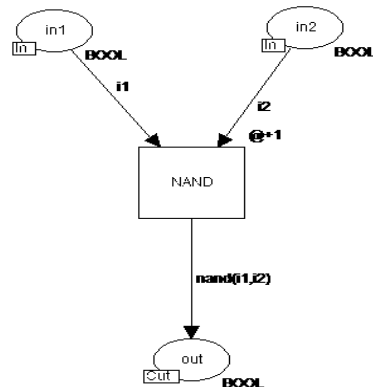 in1
in2
In
In
BOOL
BOOL
i1
i2
@+1
NAND
nand(i1,i2)
out
Out
BOOL